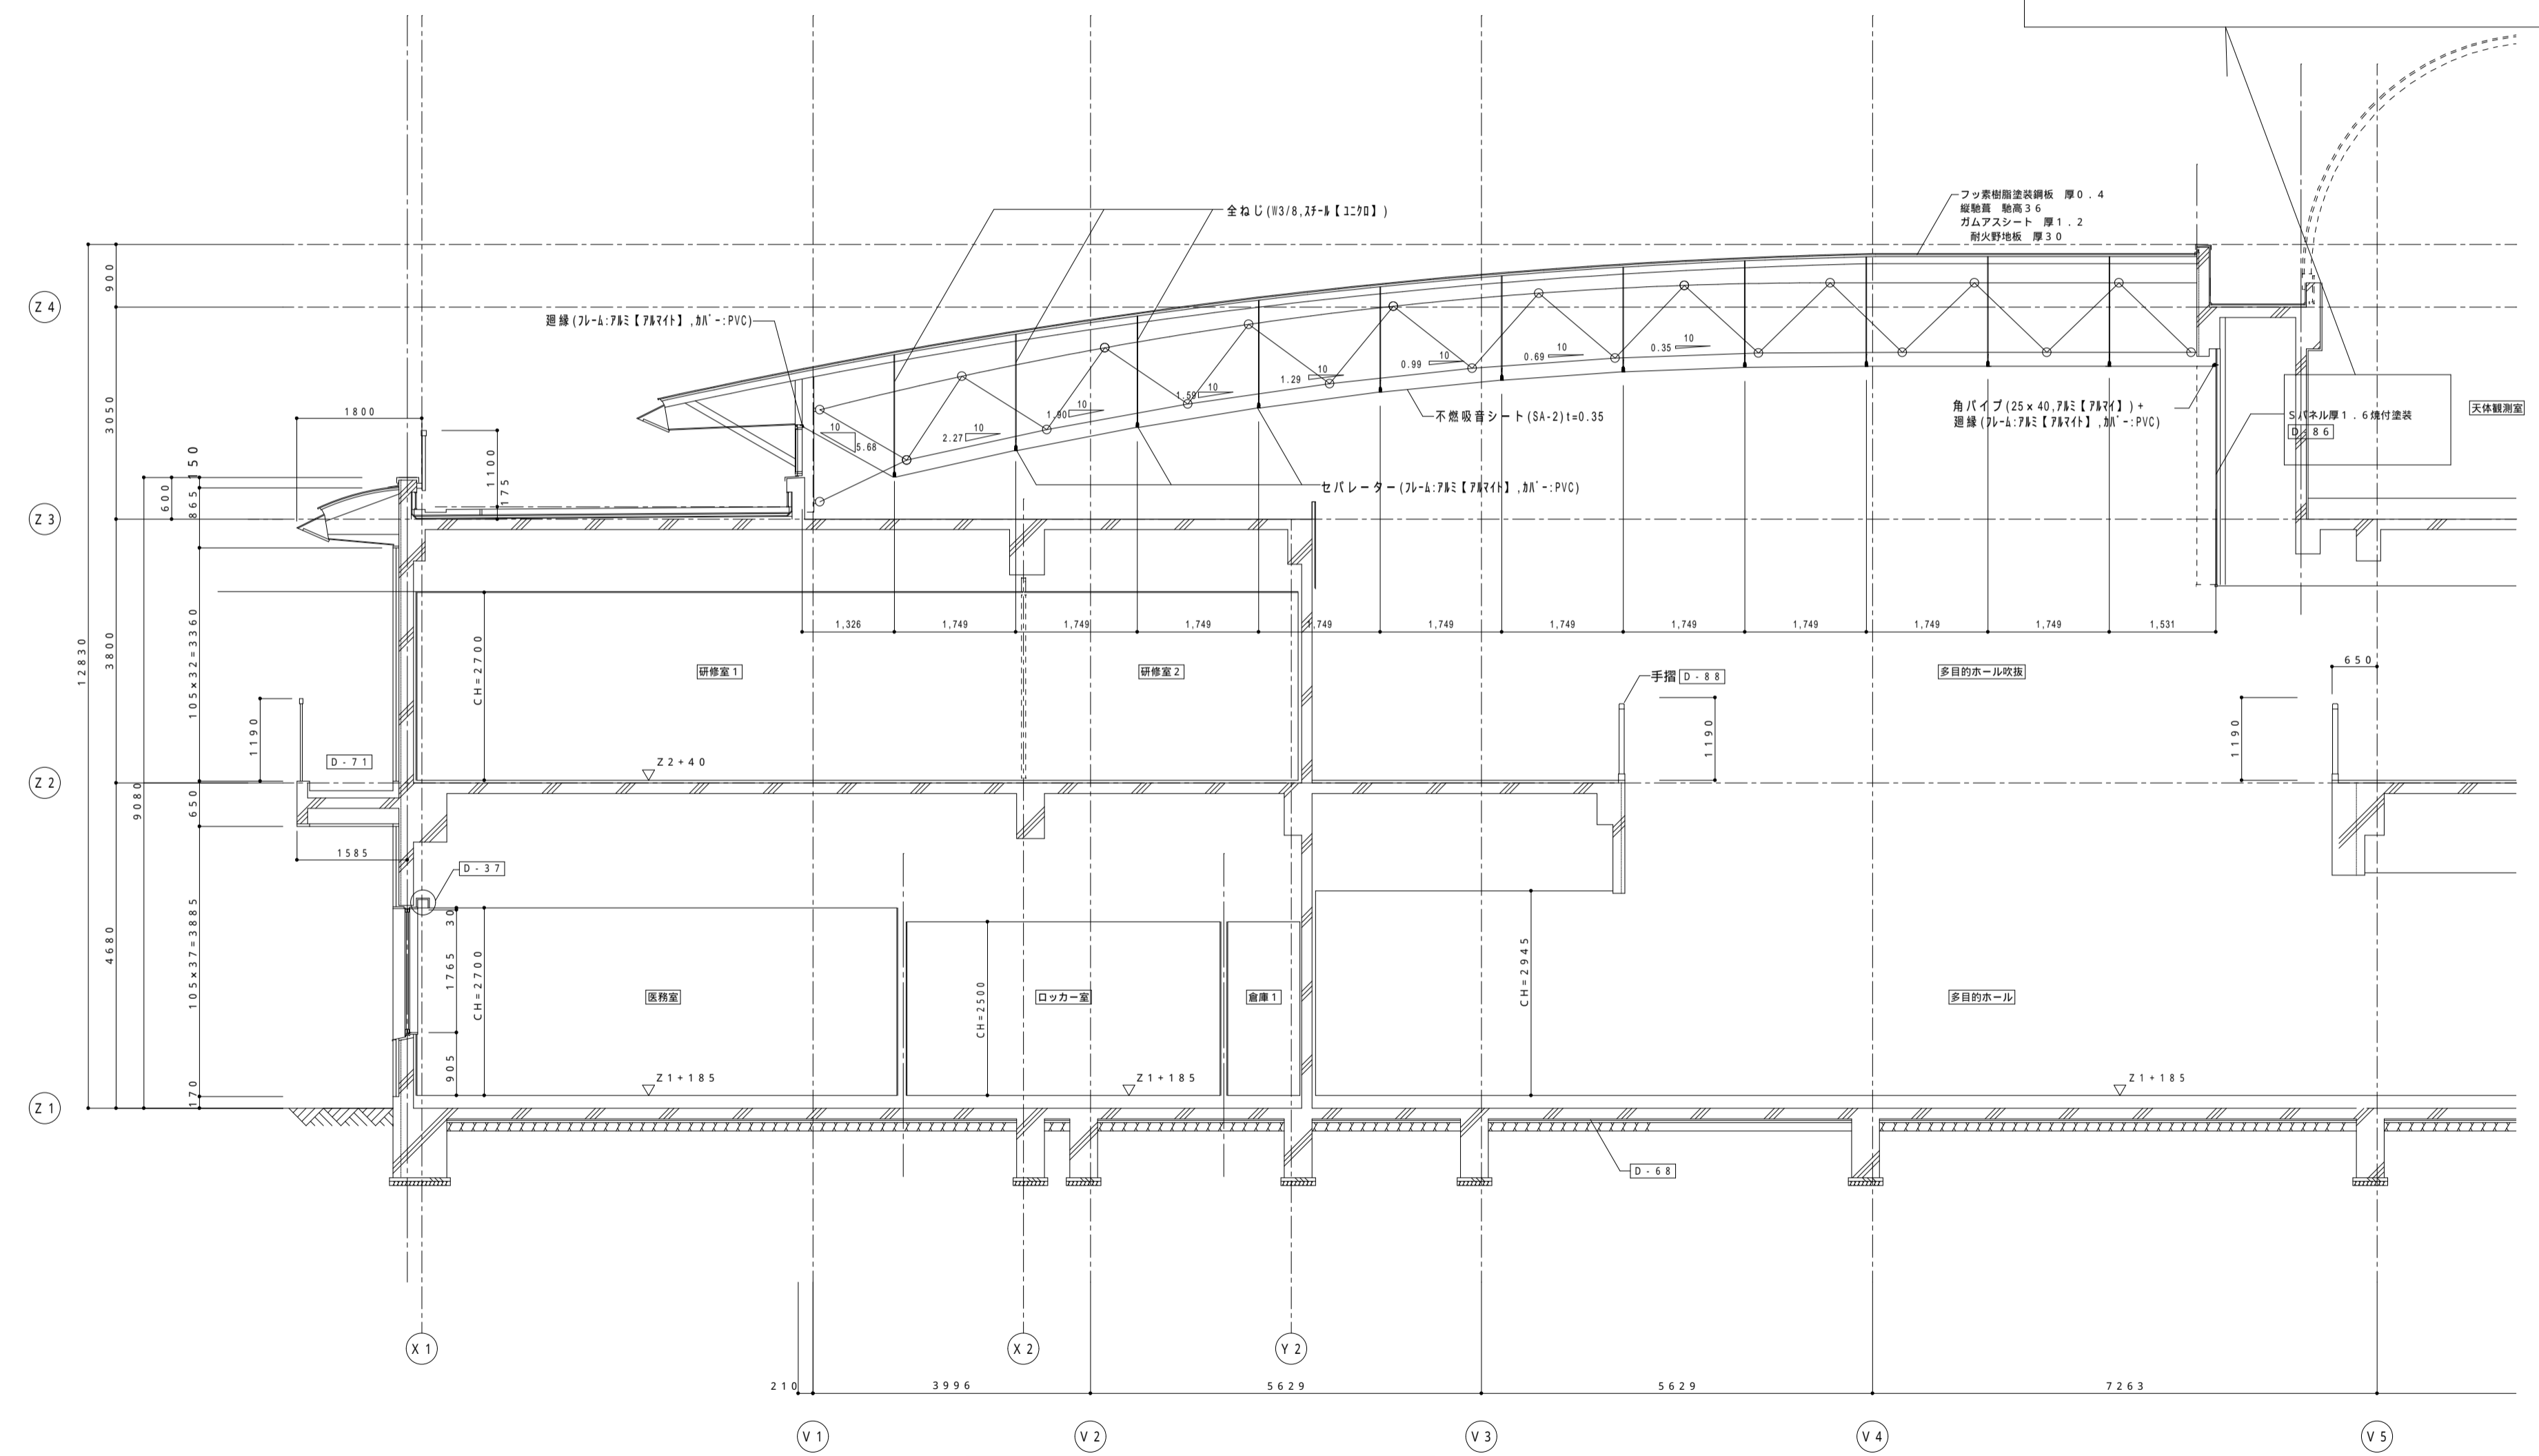 全ねじ(W3/8,ｽﾁｰﾙ【ﾕﾆｸﾛ】)
フッ素樹脂塗装鋼板　厚０.４
縦馳葺　馳高３６
ガムアスシート　厚１.２
耐火野地板　厚３０
900
Z4
廻縁(ﾌﾚｰﾑ:ｱﾙﾐ【ｱﾙﾏｲﾄ】,ｶﾊﾞｰ:PVC)
3050
10
5.68
10
2.27
10
1.90
10
1.59
10
1.29
10
0.99
10
0.69
10
0.35
1800
不燃吸音シート(SA-2)t=0.35
角パイプ(25x40,ｱﾙﾐ【ｱﾙﾏｲ】)+
廻縁(ﾌﾚｰﾑ:ｱﾙﾐ【ｱﾙﾏｲﾄ】,ｶﾊﾞｰ:PVC)
Sパネル厚１.６焼付塗装
D-86
天体観測室
1100
175
150
600
865
セパレーター(ﾌﾚｰﾑ:ｱﾙﾐ【ｱﾙﾏｲﾄ】,ｶﾊﾞｰ:PVC)
Z3
1,326
1,749
1,749
1,749
1,749
1,749
1,749
1,749
1,749
1,749
1,749
1,531
12830
3800
105x32=3360
CH=2700
研修室1
研修室2
手摺
D-88
多目的ホール吹抜
650
1190
1190
1190
D-71
Z2+40
Z2
9080
650
1585
D-37
4680
105x37=3885
30
1765
905
CH=2700
CH=2500
CH=2945
医務室
ロッカー室
倉庫1
多目的ホール
Z1+185
Z1+185
Z1+185
170
Z1
D-68
X1
X2
Y2
210
3996
5629
5629
7263
V1
V2
V3
V4
V5